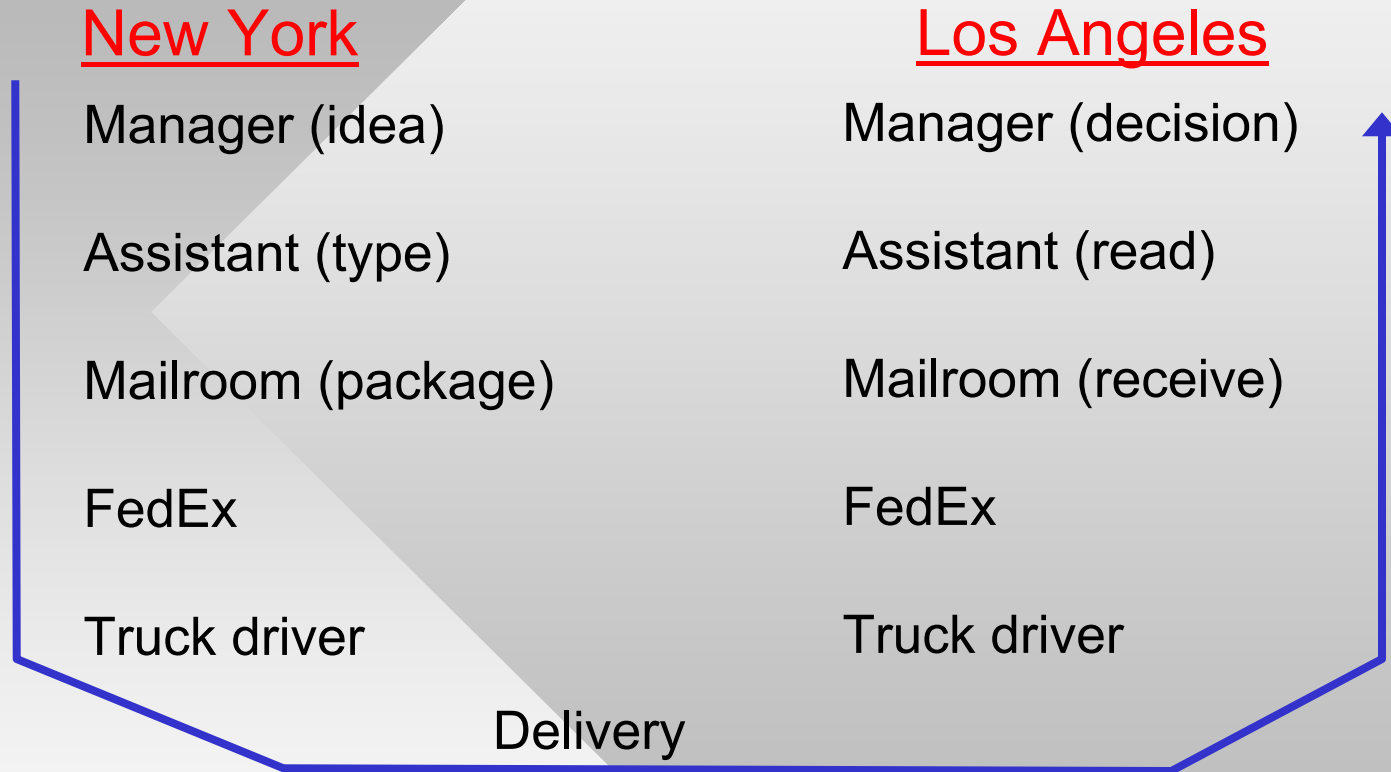 New York
Manager (idea)
Assistant (type)
Mailroom (package)
FedEx
Truck driver
Los Angeles
Manager (decision)
Assistant (read)
Mailroom (receive)
FedEx
Truck driver
Delivery